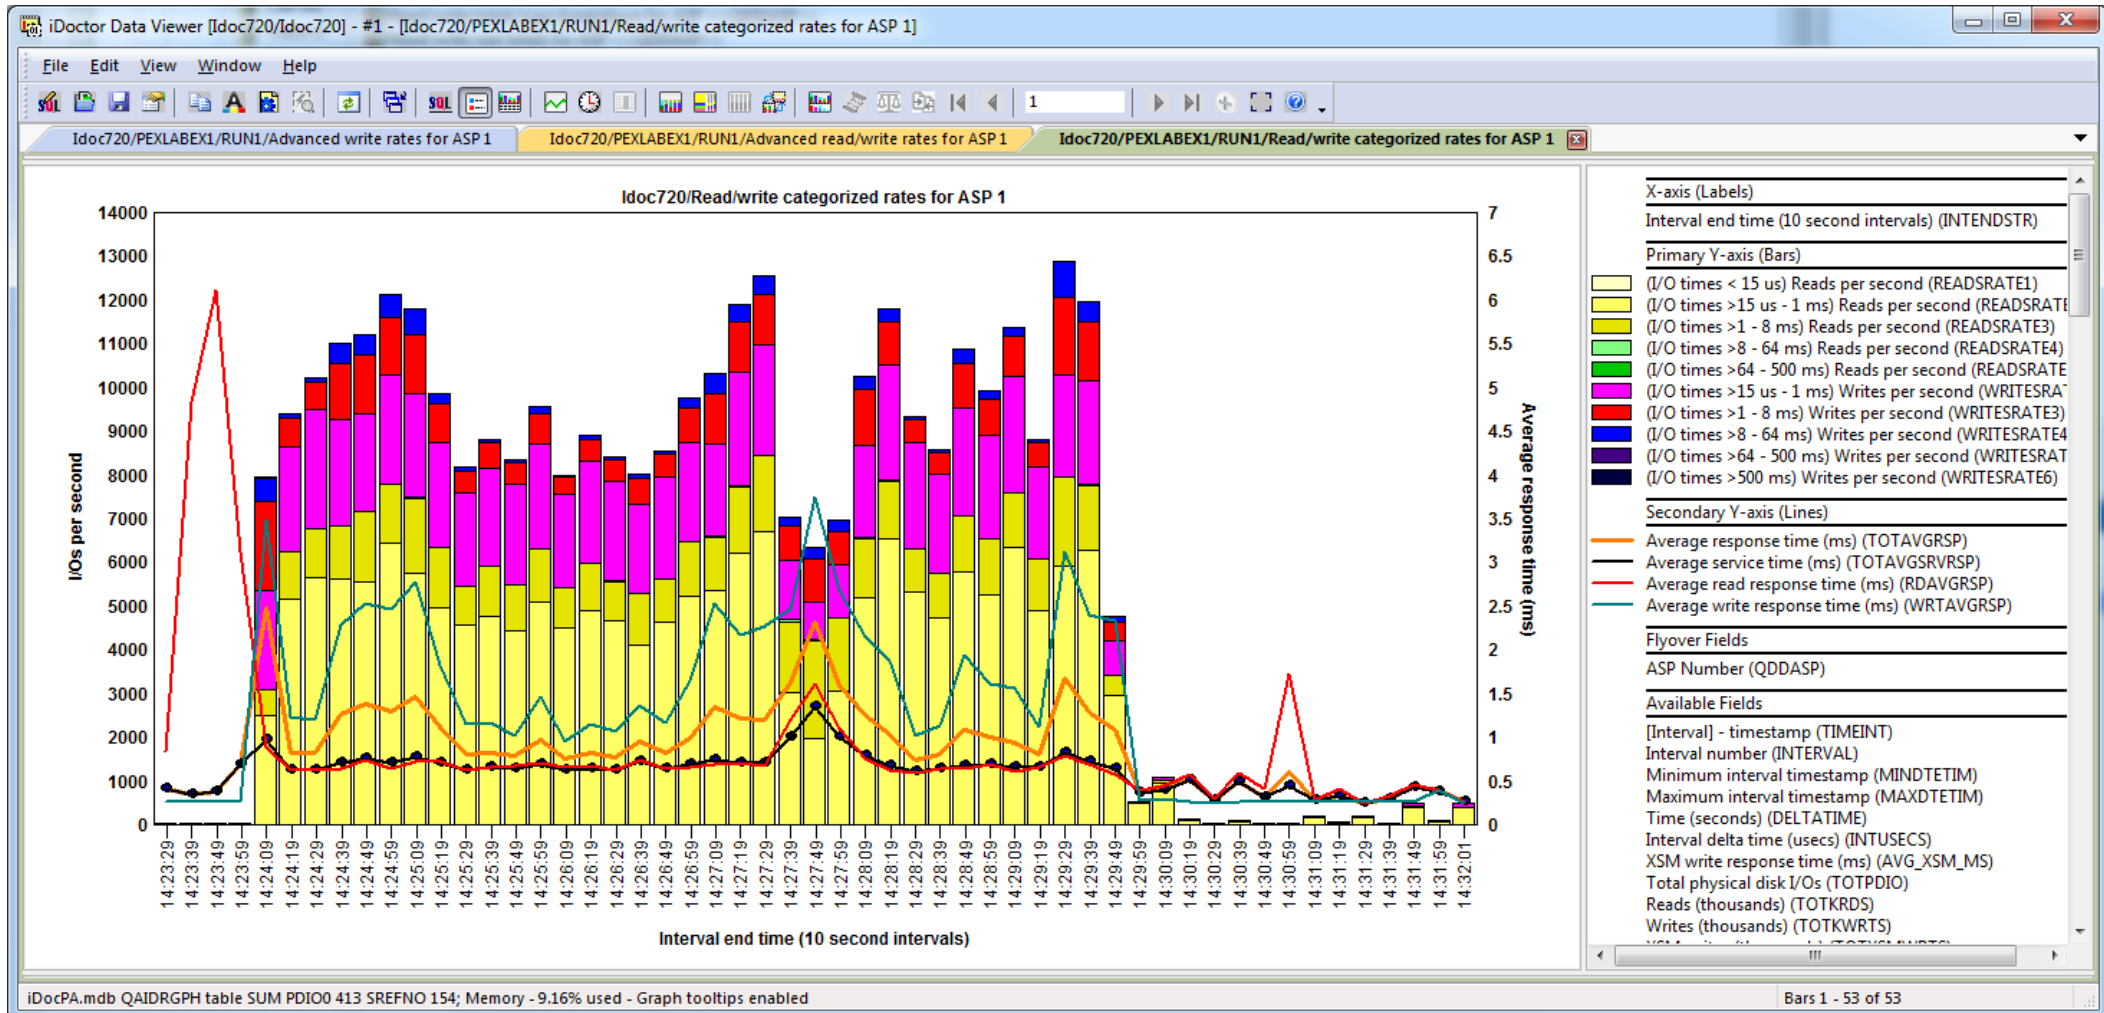 iDoctor Data Viewer [Idoc720/Idoc720] - #1 - [Idoc720/PEXLABEX1/RUN1/Read/write categorized rates for ASP 1]
File Edit View Window Help
SQL SQL 1
Idoc720/PEXLABEX1/RUN1/Advanced write rates for ASP 1 Idoc720/PEXLABEX1/RUN1/Advanced read/write rates for ASP 1 Idoc720/PEXLABEX1/RUN1/Read/write categorized rates for ASP 1
Idoc720/Read/write categorized rates for ASP 1
I/Os per second
14000
13000
12000
11000
10000
9000
8000
7000
6000
5000
4000
3000
2000
1000
0
7
6.5
6
5.5
5
4.5
4
3.5
3
2.5
2
1.5
1
0.5
0
Average response time (ms)
14:23:29
14:23:39
14:23:49
14:23:59
14:24:09
14:24:19
14:24:29
14:24:39
14:24:49
14:24:59
14:25:09
14:25:19
14:25:29
14:25:39
14:25:49
14:25:59
14:26:09
14:26:19
14:26:29
14:26:39
14:26:49
14:26:59
14:27:09
14:27:19
14:27:29
14:27:39
14:27:49
14:27:59
14:28:09
14:28:19
14:28:29
14:28:39
14:28:49
14:28:59
14:29:09
14:29:19
14:29:29
14:29:39
14:29:49
14:29:59
14:30:09
14:30:19
14:30:29
14:30:39
14:30:49
14:30:59
14:31:09
14:31:19
14:31:29
14:31:39
14:31:49
14:31:59
14:32:01
Interval end time (10 second intervals)
X-axis (Labels)
Interval end time (10 second intervals) (INTENDSTR)
Primary Y-axis (Bars)
(I/O times < 15 us) Reads per second (READSRATE1)
(I/O times >15 us - 1 ms) Reads per second (READSRATE
(I/O times >1 - 8 ms) Reads per second (READSRATE3)
(I/O times >8 - 64 ms) Reads per second (READSRATE4)
(I/O times >64 - 500 ms) Reads per second (READSRATE
(I/O times >15 us - 1 ms) Writes per second (WRITESRAT
(I/O times >1 - 8 ms) Writes per second (WRITESRATE3)
(I/O times >8 - 64 ms) Writes per second (WRITESRATE4
(I/O times >64 - 500 ms) Writes per second (WRITESRAT
(I/O times >500 ms) Writes per second (WRITESRATE6)
Secondary Y-axis (Lines)
Average response time (ms) (TOTAVGRSP)
Average service time (ms) (TOTAVGSRVRSP)
Average read response time (ms) (RDAVGRSP)
Average write response time (ms) (WRTAVGRSP)
Flyover Fields
ASP Number (QDDASP)
Available Fields
[Interval] - timestamp (TIMEINT)
Interval number (INTERVAL)
Minimum interval timestamp (MINDTETIM)
Maximum interval timestamp (MAXDTETIM)
Time (seconds) (DELTATIME)
Interval delta time (usecs) (INTUSECS)
XSM write response time (ms) (AVG_XSM_MS)
Total physical disk I/Os (TOTPDIO)
Reads (thousands) (TOTKRDS)
Writes (thousands) (TOTKWRTS)
iDocPA.mdb QAIDRGPH table SUM PDIO0 413 SREFNO 154; Memory - 9.16% used - Graph tooltips enabled
Bars 1 - 53 of 53